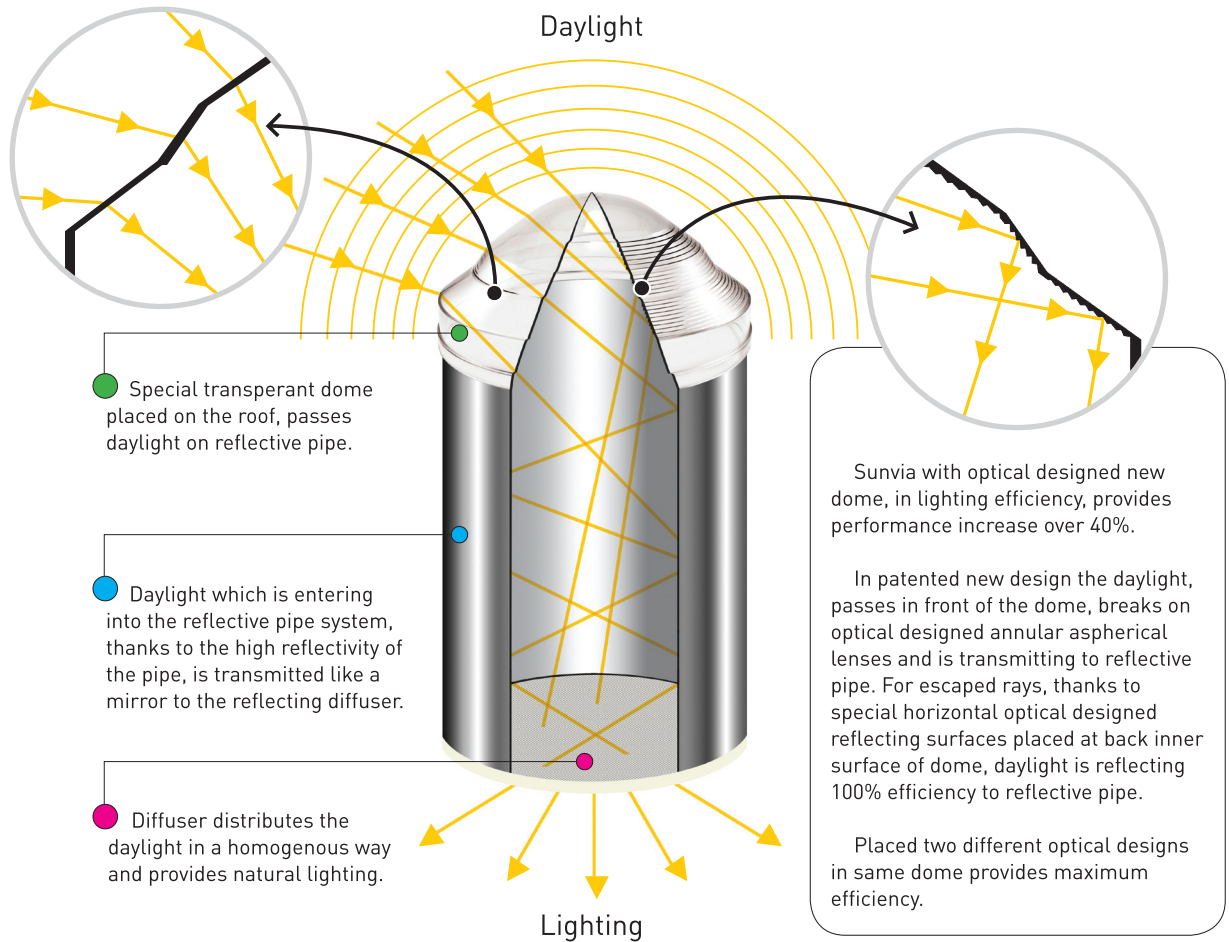 Daylight
Special transperant dome
placed on the roof, passes
daylight on reflective pipe.
Daylight which is entering
into the reflective pipe system,
thanks to the high reflectivity of
the pipe, is transmitted like a
mirror to the reflecting diffuser.
Diffuser distributes the
daylight in a homogenous way
and provides natural lighting.
Sunvia with optical designed new
dome, in lighting efficiency, provides
performance increase over 40%.
In patented new design the daylight,
passes in front of the dome, breaks on
optical designed annular aspherical
lenses and is transmitting to reflective
pipe. For escaped rays, thanks to
special horizontal optical designed
reflecting surfaces placed at back inner
surface of dome, daylight is reflecting
100% efficiency to reflective pipe.
Placed two different optical designs
in same dome provides maximum
efficiency.
Lighting